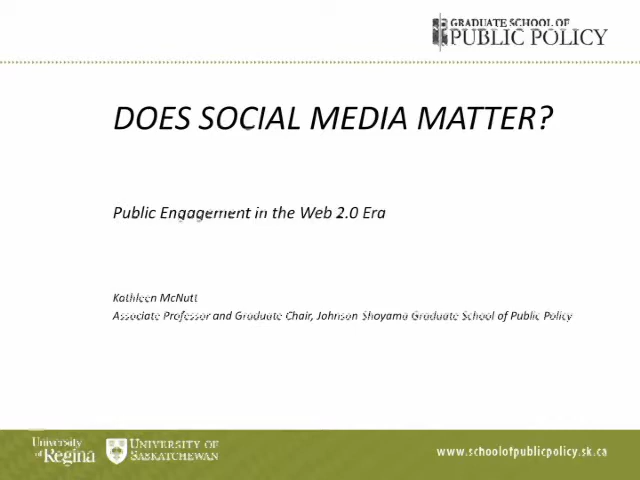 GRADUATE SCHOOL OF
PUBLIC POLICY
DOES SOCIAL MEDIA MATTER?
Public Engagement in the Web 2.0 Era
Kathleen McNutt
Associate Professor and Graduate Chair, Johnson Shoyama Graduate School of Public Policy
University
of Regina
UNIVERSITY OF
SASKATCHEWAN
www.schoolofpublicpolicy.sk.ca